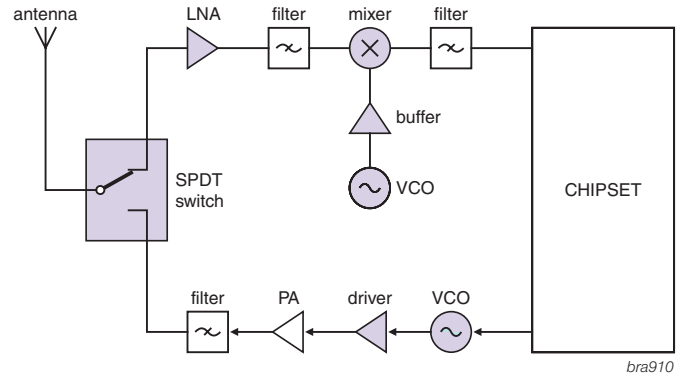 antenna
LNA
filter
mixer
filter
buffer
SPDT
switch
VCO
CHIPSET
filter
PA
driver
VCO
bra910